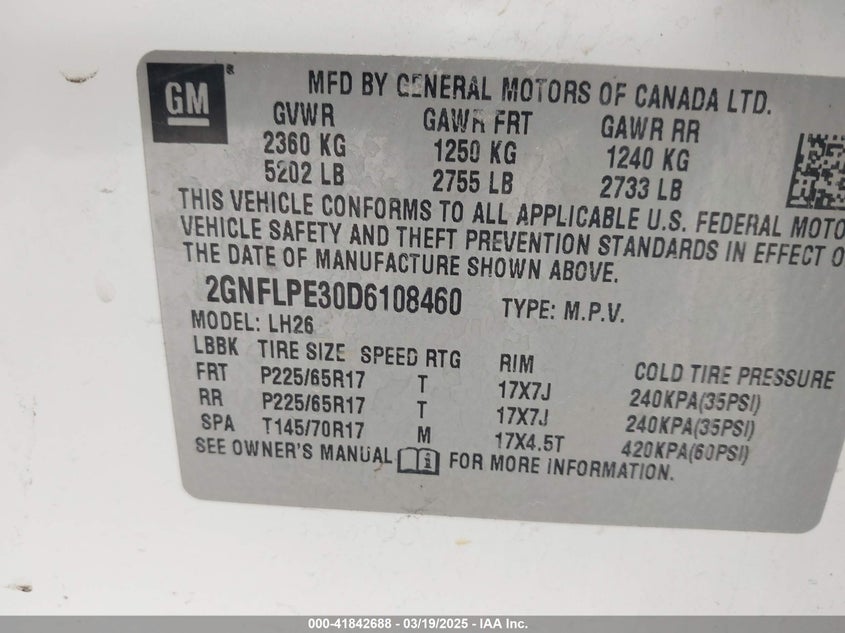 GM ®
MFD BY GENERAL MOTORS OF CANADA LTD.
GVWR GAWR FRT GAWR RR
2360 KG 1250 KG 1240 KG
5202 LB 2755 LB 2733 LB
THIS VEHICLE CONFORMS TO ALL APPLICABLE U.S. FEDERAL MOTO
VEHICLE SAFETY AND THEFT PREVENTION STANDARDS IN EFFECT O
THE DATE OF MANUFACTURE SHOWN ABOVE.
2GNFLPE30D6108460 TYPE: M.P.V.
MODEL: LH26
LBBK TIRE SIZE SPEED RTG RIM COLD TIRE PRESSURE
FRT P225/65R17 T 17X7J 240KPA(35PSI)
RR P225/65R17 T 17X7J 240KPA(35PSI)
SPA T145/70R17 M 17X4.5T 420KPA(60PSI)
SEE OWNER'S MANUAL i FOR MORE INFORMATION.
000-41842688 - 03/19/2025 - IAAI.com